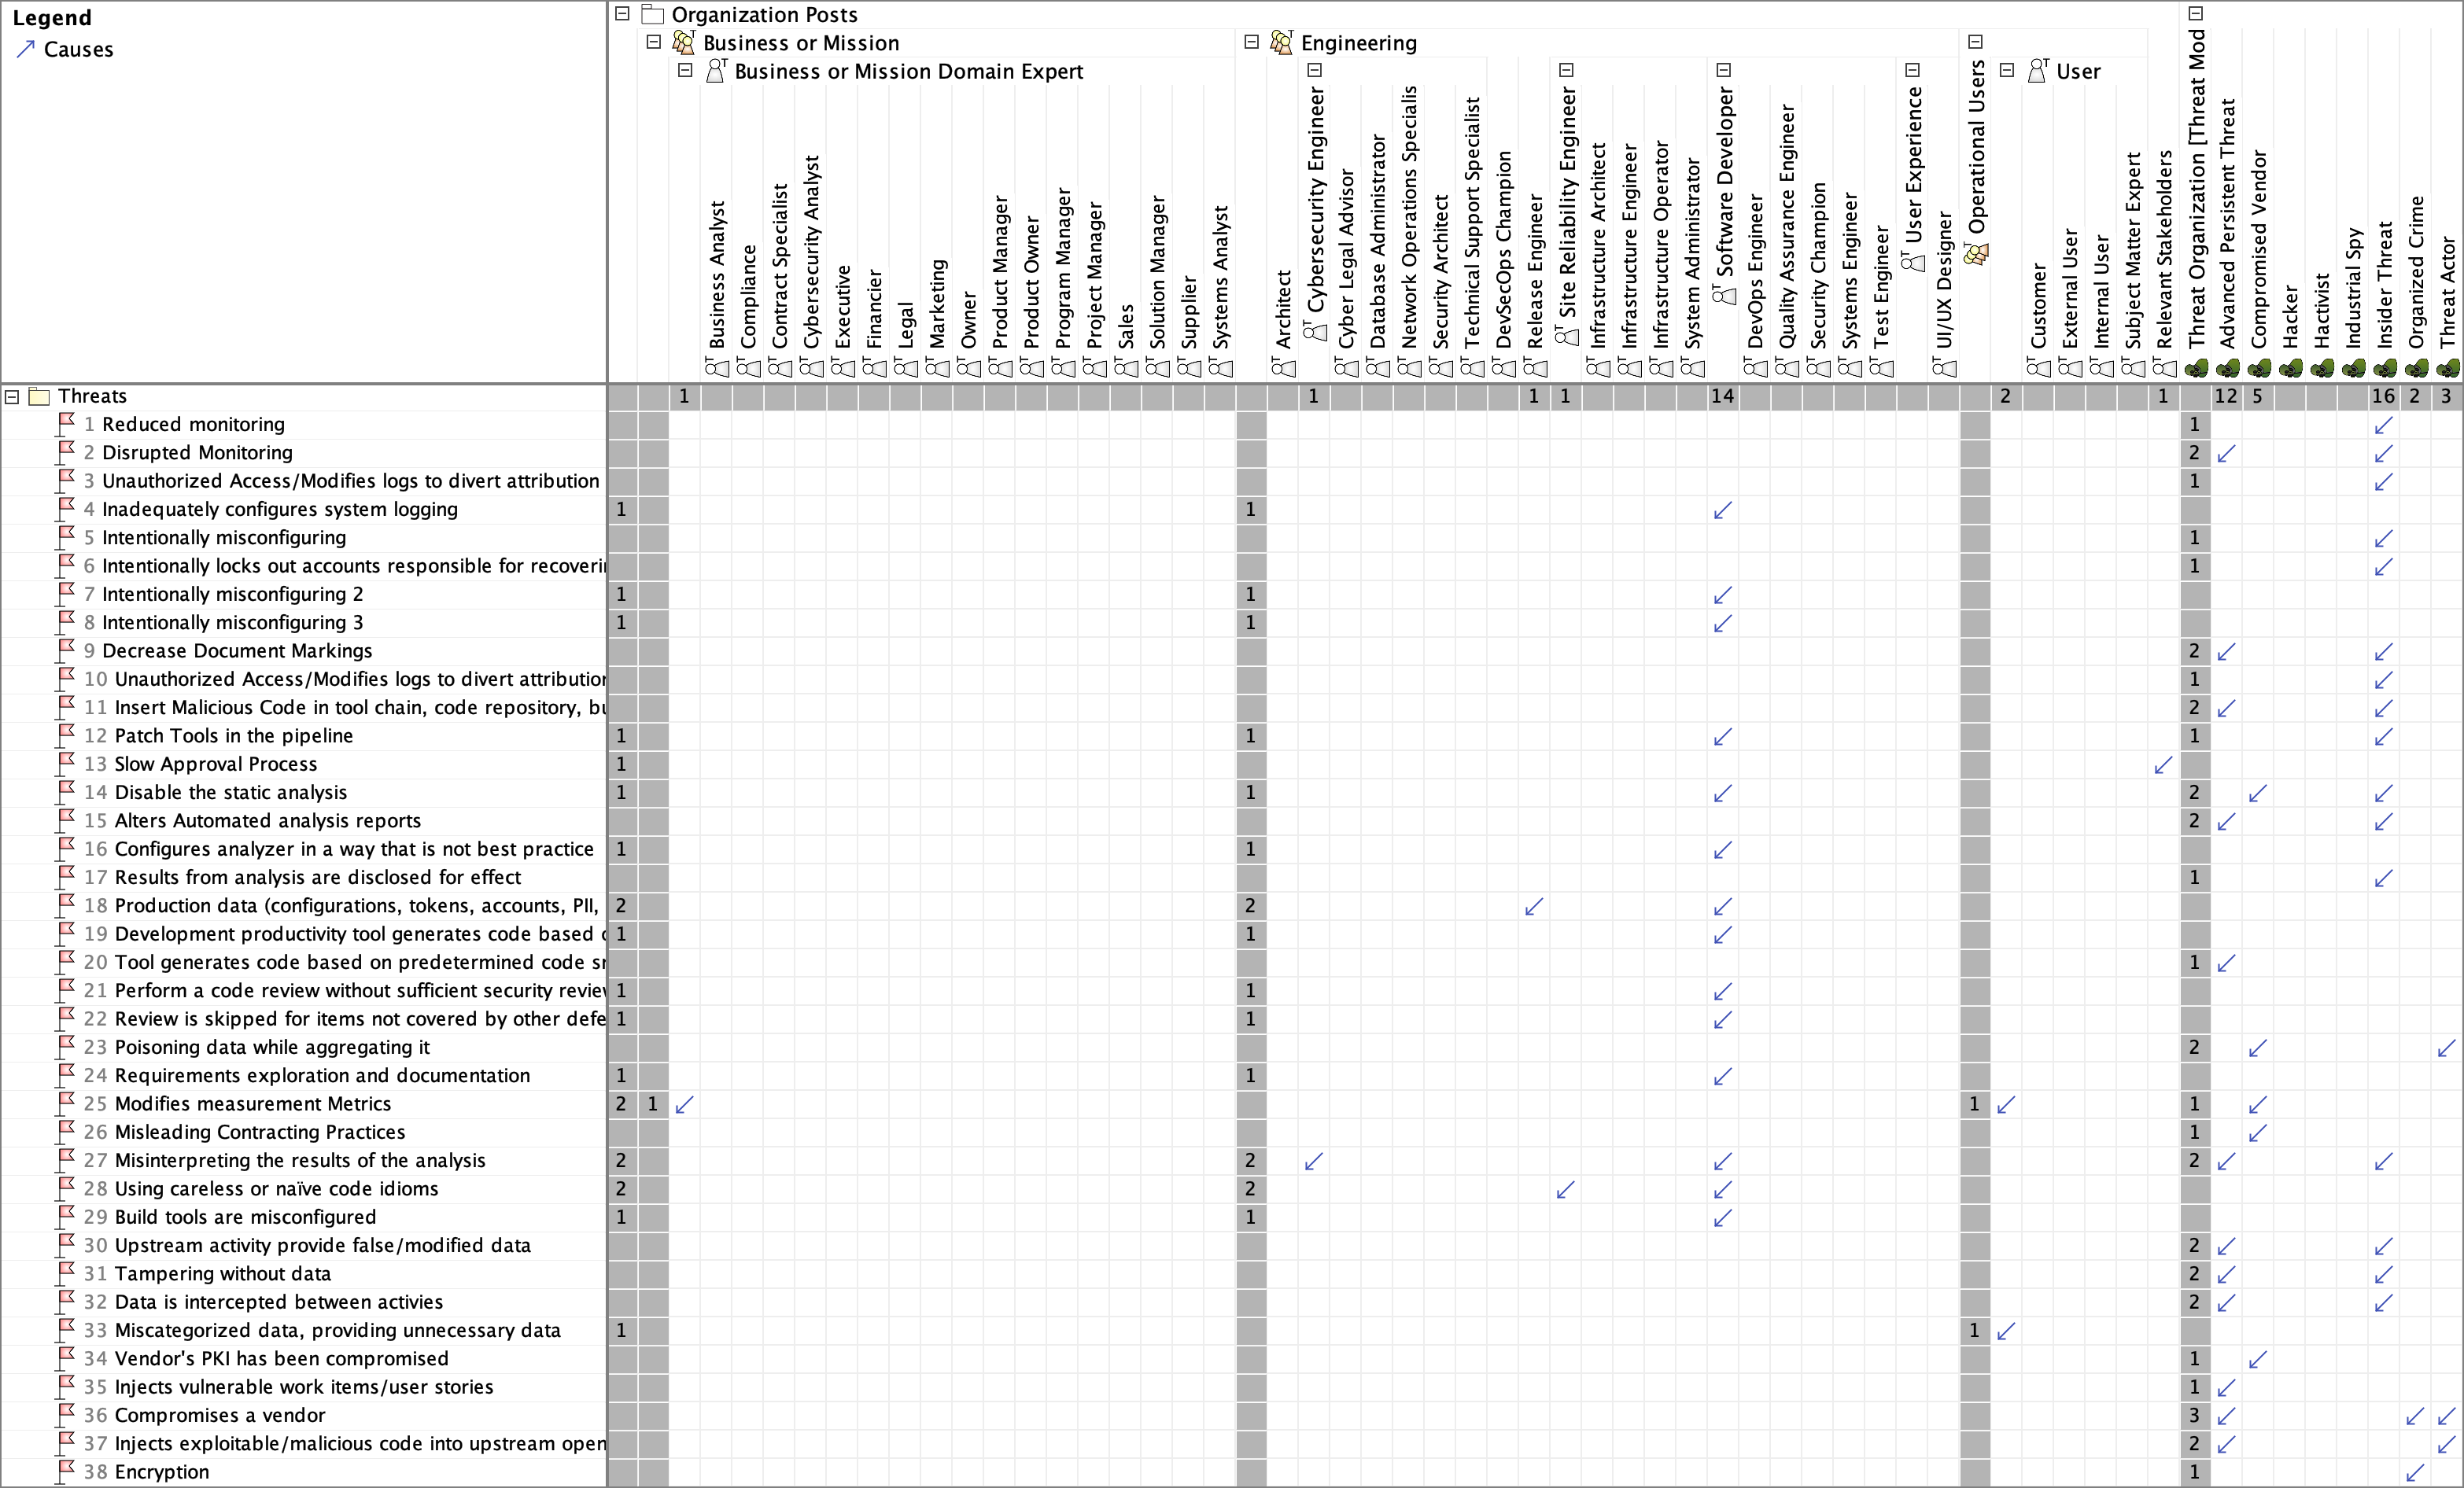 Legend
Causes
Organization Posts
Business or Mission
Engineering
Business or Mission Domain Expert
User
Business Analyst
Compliance
Contract Specialist
Cybersecurity Analyst
Executive
Financier
Legal
Marketing
Owner
Product Manager
Product Owner
Program Manager
Project Manager
Sales
Solution Manager
Supplier
Systems Analyst
Architect
Cybersecurity Engineer
Cyber Legal Advisor
Database Administrator
Network Operations Specialis
Security Architect
Technical Support Specialist
DevSecOps Champion
Release Engineer
Site Reliability Engineer
Infrastructure Architect
Infrastructure Engineer
Infrastructure Operator
System Administrator
Software Developer
DevOps Engineer
Quality Assurance Engineer
Security Champion
Systems Engineer
Test Engineer
User Experience
UI/UX Designer
Operational Users
Customer
External User
Internal User
Subject Matter Expert
Relevant Stakeholders
Threat Organization [Threat Mod
Advanced Persistent Threat
Compromised Vendor
Hacker
Hactivist
Industrial Spy
Insider Threat
Organized Crime
Threat Actor
Threats 1 1 1 1 14 2 1 12 5 16 2 3
1 Reduced monitoring 1
2 Disrupted Monitoring 2
3 Unauthorized Access/Modifies logs to divert attribution 1
4 Inadequately configures system logging 1 1
5 Intentionally misconfiguring 1
6 Intentionally locks out accounts responsible for recoveri 1
7 Intentionally misconfiguring 2 1 1
8 Intentionally misconfiguring 3 1 1
9 Decrease Document Markings 2
10 Unauthorized Access/Modifies logs to divert attribution 1
11 Insert Malicious Code in tool chain, code repository, bu 2
12 Patch Tools in the pipeline 1 1 1
13 Slow Approval Process 1
14 Disable the static analysis 1 1 2
15 Alters Automated analysis reports 2
16 Configures analyzer in a way that is not best practice 1 1
17 Results from analysis are disclosed for effect 1
18 Production data (configurations, tokens, accounts, PII, 2 2
19 Development productivity tool generates code based 1 1
20 Tool generates code based on predetermined code 1
21 Perform a code review without sufficient security review 1 1
22 Review is skipped for items not covered by other defe 1 1
23 Poisoning data while aggregating it 2
24 Requirements exploration and documentation 1 1
25 Modifies measurement Metrics 2 1 1 1
26 Misleading Contracting Practices 1
27 Misinterpreting the results of the analysis 2 2 2
28 Using careless or naïve code idioms 2 2
29 Build tools are misconfigured 1 1
30 Upstream activity provide false/modified data 2
31 Tampering without data 2
32 Data is intercepted between activies 2
33 Miscategorized data, providing unnecessary data 1 1
34 Vendor's PKI has been compromised 1
35 Injects vulnerable work items/user stories 1
36 Compromises a vendor 3
37 Injects exploitable/malicious code into upstream open 2
38 Encryption 1